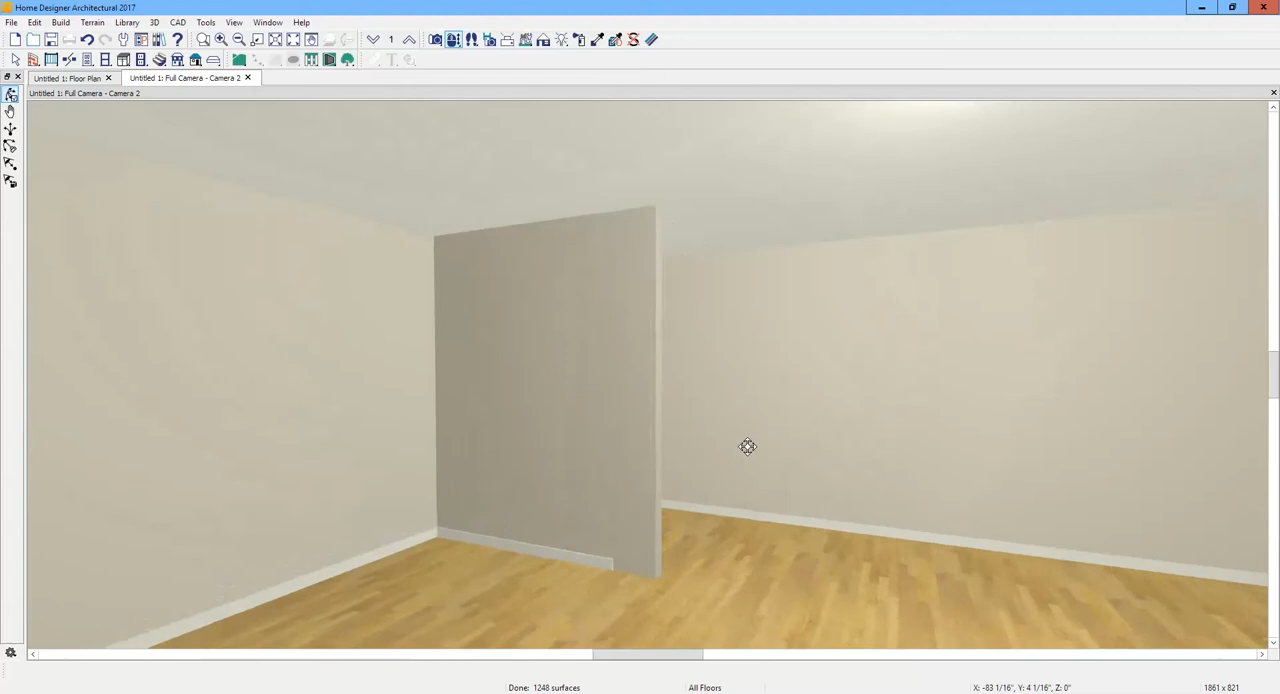 Home Designer Architectural 2017
File Edit Build Terrain Library 3D CAD Tools View Window Help
1
Untitled 1: Floor Plan Untitled 1: Full Camera - Camera 2
Untitled 1: Full Camera - Camera 2
Done: 1248 surfaces All Floors X: -83 1/16", Y: 4 1/16", Z: 0" 1861 x 821